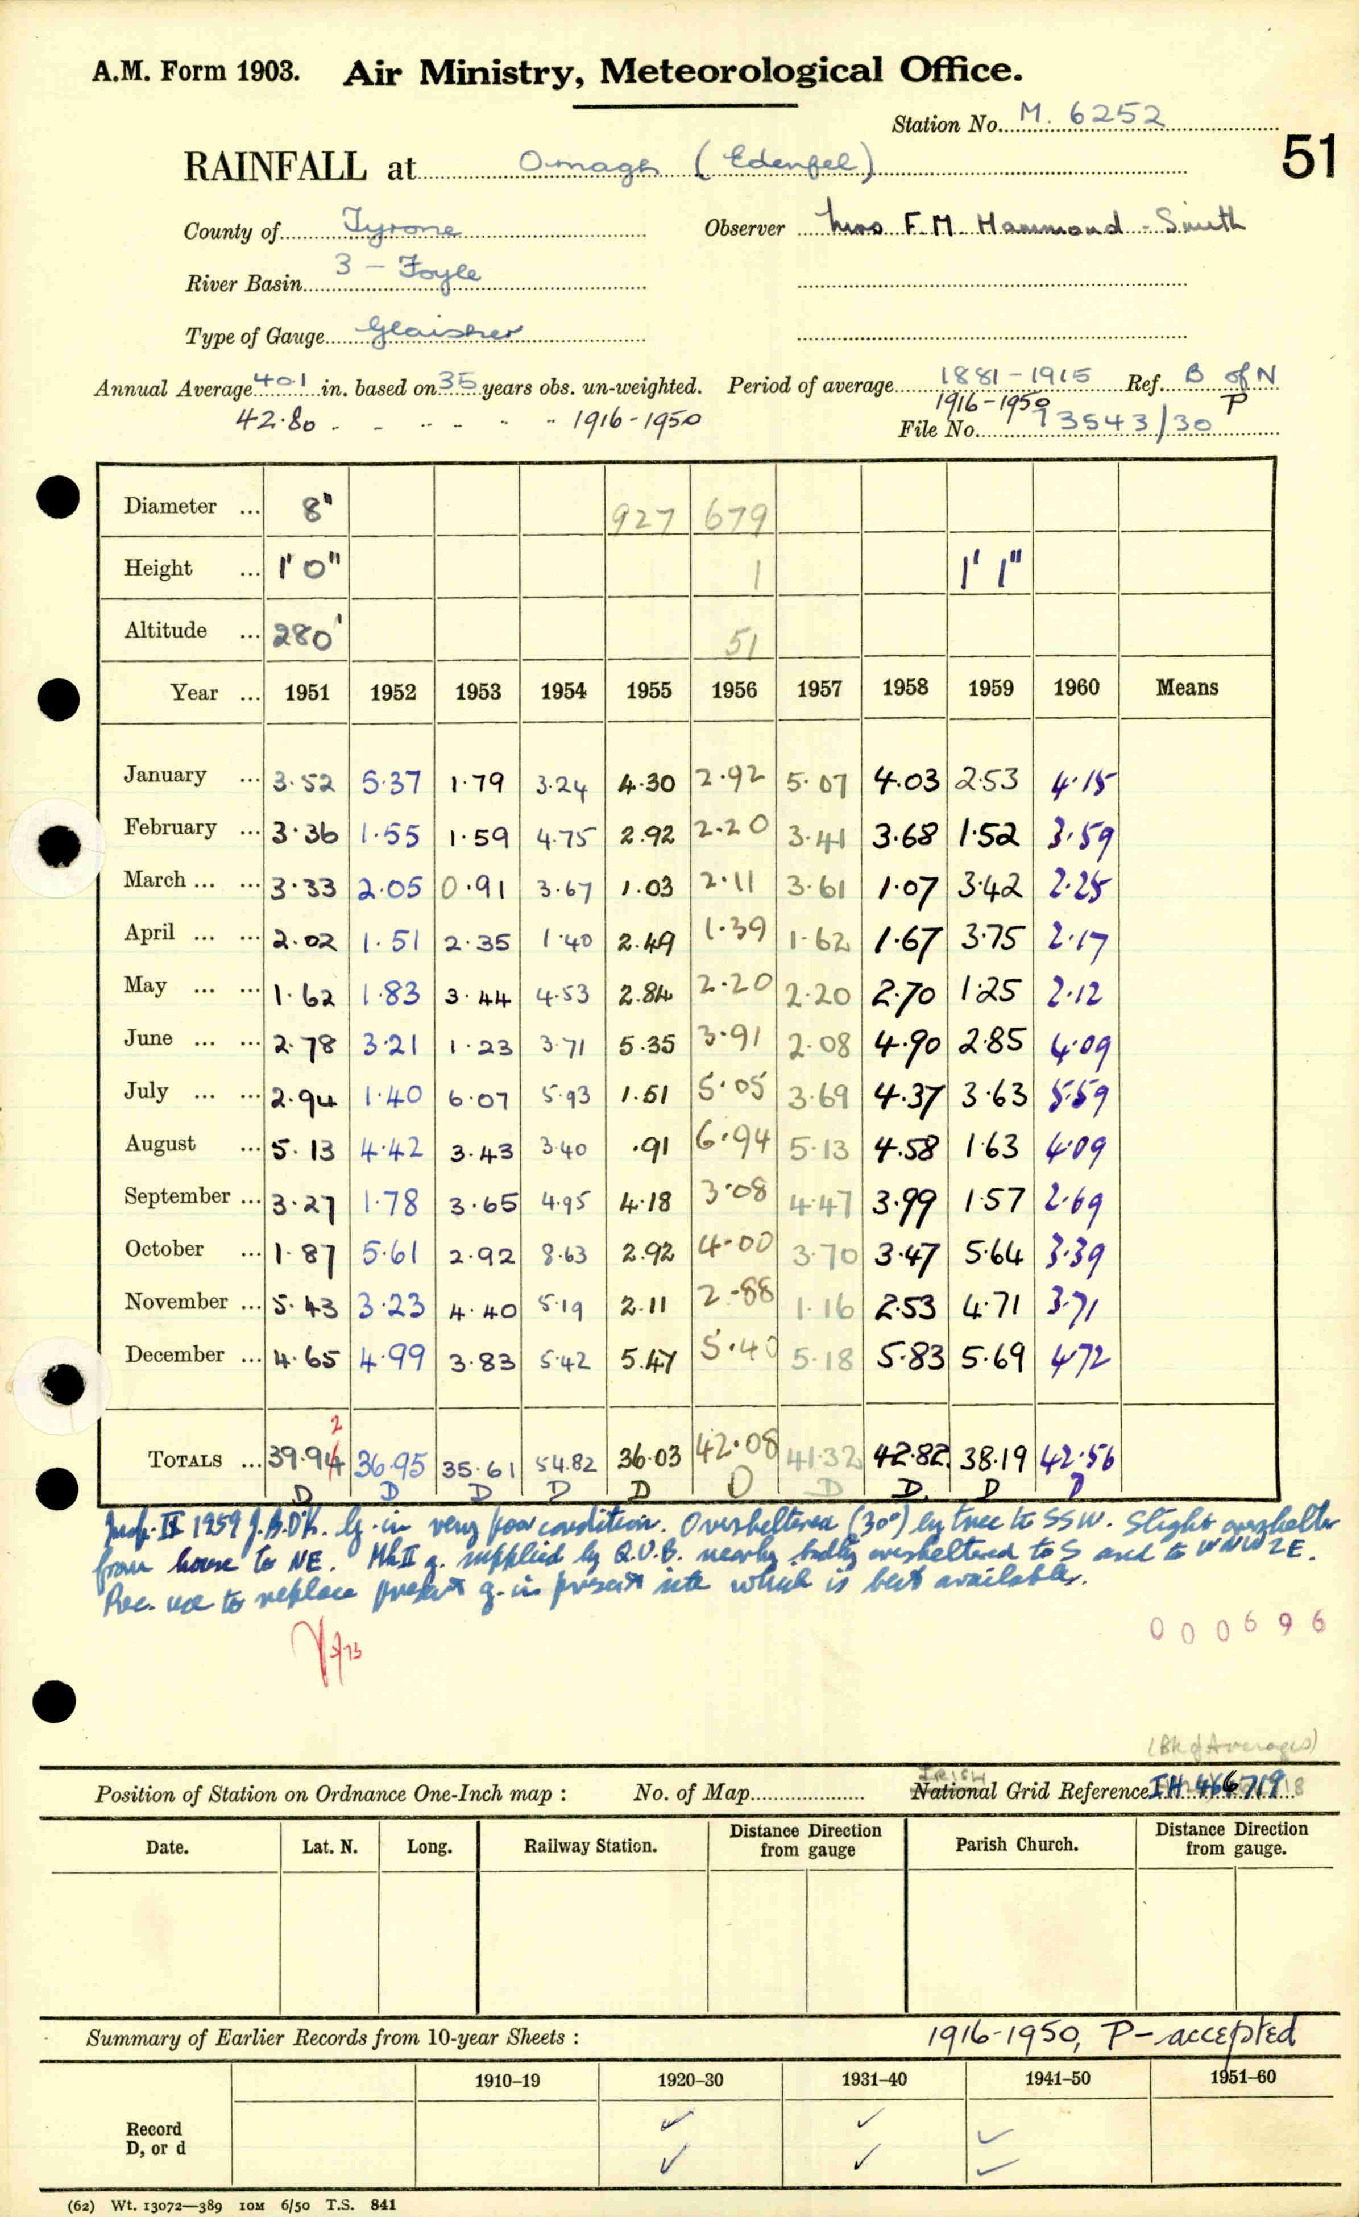 A.M. Form 1903. Air Ministry, Meteorological Office.
Station No. M. 6252
51
RAINFALL at Omagh (Edenfel)
County of Tyrone Observer Mrs F. M. Hammond - Smith
River Basin 3 - Foyle
Type of Gauge Glaisher
Annual Average 40.1 in. based on 35 years obs. un-weighted. Period of average 1881-1915 Ref. B of N
42.80 - - - - - - 1916-1950 1916-1950 P
File No. 73543/30
Diameter ... 8" 927 679
Height ... 1' 0" 1 1' 1"
Altitude ... 280' 51
Year ... 1951 1952 1953 1954 1955 1956 1957 1958 1959 1960 Means
January ... 3.52 5.37 1.79 3.24 4.30 2.92 5.07 4.03 2.53 4.15
February ... 3.36 1.55 1.59 4.75 2.92 2.20 3.41 3.68 1.52 3.59
March ... ... 3.33 2.05 0.91 3.67 1.03 2.11 3.61 1.07 3.42 2.25
April ... ... 2.02 1.51 2.35 1.40 2.49 1.39 1.62 1.67 3.75 2.17
May ... ... 1.62 1.83 3.44 4.53 2.84 2.20 2.20 2.70 1.25 2.12
June ... ... 2.78 3.21 1.23 3.71 5.35 3.91 2.08 4.90 2.85 4.09
July ... ... 2.94 1.40 6.07 5.93 1.51 5.05 3.69 4.37 3.63 5.59
August ... 5.13 4.42 3.43 3.40 .91 6.94 5.13 4.58 1.63 4.09
September ... 3.27 1.78 3.65 4.95 4.18 3.08 4.47 3.99 1.57 2.69
October ... 1.87 5.61 2.92 8.63 2.92 4.00 3.70 3.47 5.64 3.39
November ... 5.43 3.23 4.40 5.19 2.11 2.88 1.16 2.53 4.71 3.71
December ... 4.65 4.99 3.83 5.42 5.47 5.40 5.18 5.83 5.69 4.72
2
TOTALS ... 39.94 36.95 35.61 54.82 36.03 42.08 41.32 42.82 38.19 42.56
D D D D D D D D D D
Insp. II 1959 J.B.D'K. G. in very poor condition. Oversheltered (30°) by tree to SSW. Slight overshelter
from house to NE. Mk II g. supplied by Q.U.B. nearby badly oversheltered to S and to WNW & E.
Rec. use to replace present g. in present site which is best available.
000696
(Bk of Averages)
IRISH
Position of Station on Ordnance One-Inch map : No. of Map National Grid Reference IH 466719
Date. Lat. N. Long. Railway Station. Distance from gauge Direction Parish Church. Distance from gauge. Direction
Summary of Earlier Records from 10-year Sheets : 1916-1950, P-accepted
1910-19 1920-30 1931-40 1941-50 1951-60
Record ✓ ✓ ✓
D, or d ✓ ✓ ✓
(62) Wt. 13072—389 10M 6/50 T.S. 841